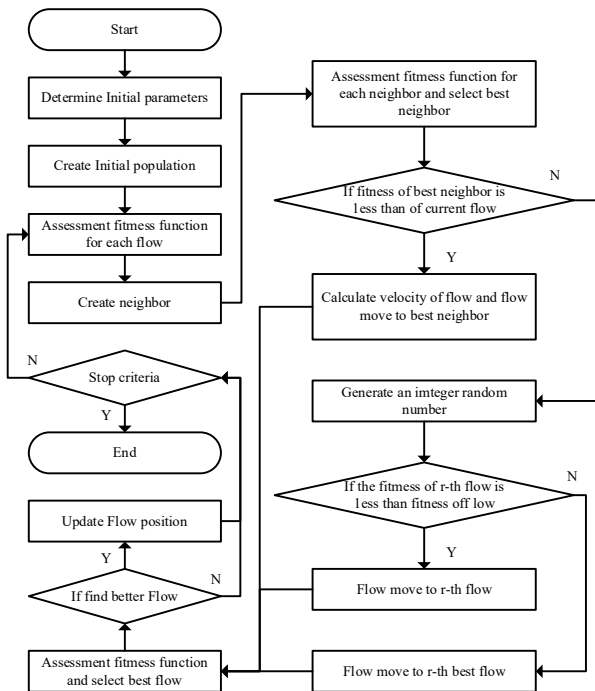 Start
Determine Initial parameters
Create Initial population
Assessment fitness function
for each flow
Create neighbor
N
Stop criteria
Y
End
Update Flow position
Y
N
If find better Flow
Assessment fitness function
and select best flow
Assessment fitness function for
each neighbor and select best
neighbor
N
If fitness of best neighbor is
less than of current flow
Y
Calculate velocity of flow and flow
move to best neighbor
Generate an imteger random
number
N
If the fitness of r-th flow is
less than fitness off low
Y
Flow move to r-th flow
Flow move to r-th best flow